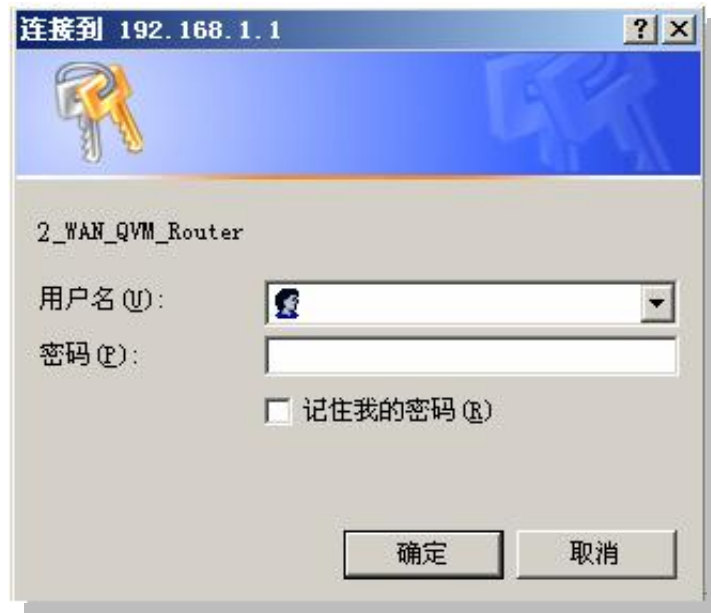 连接到 192.168.1.1
2_WAN_QVM_Router
用户名(U):
密码(P):
记住我的密码(R)
确定 取消